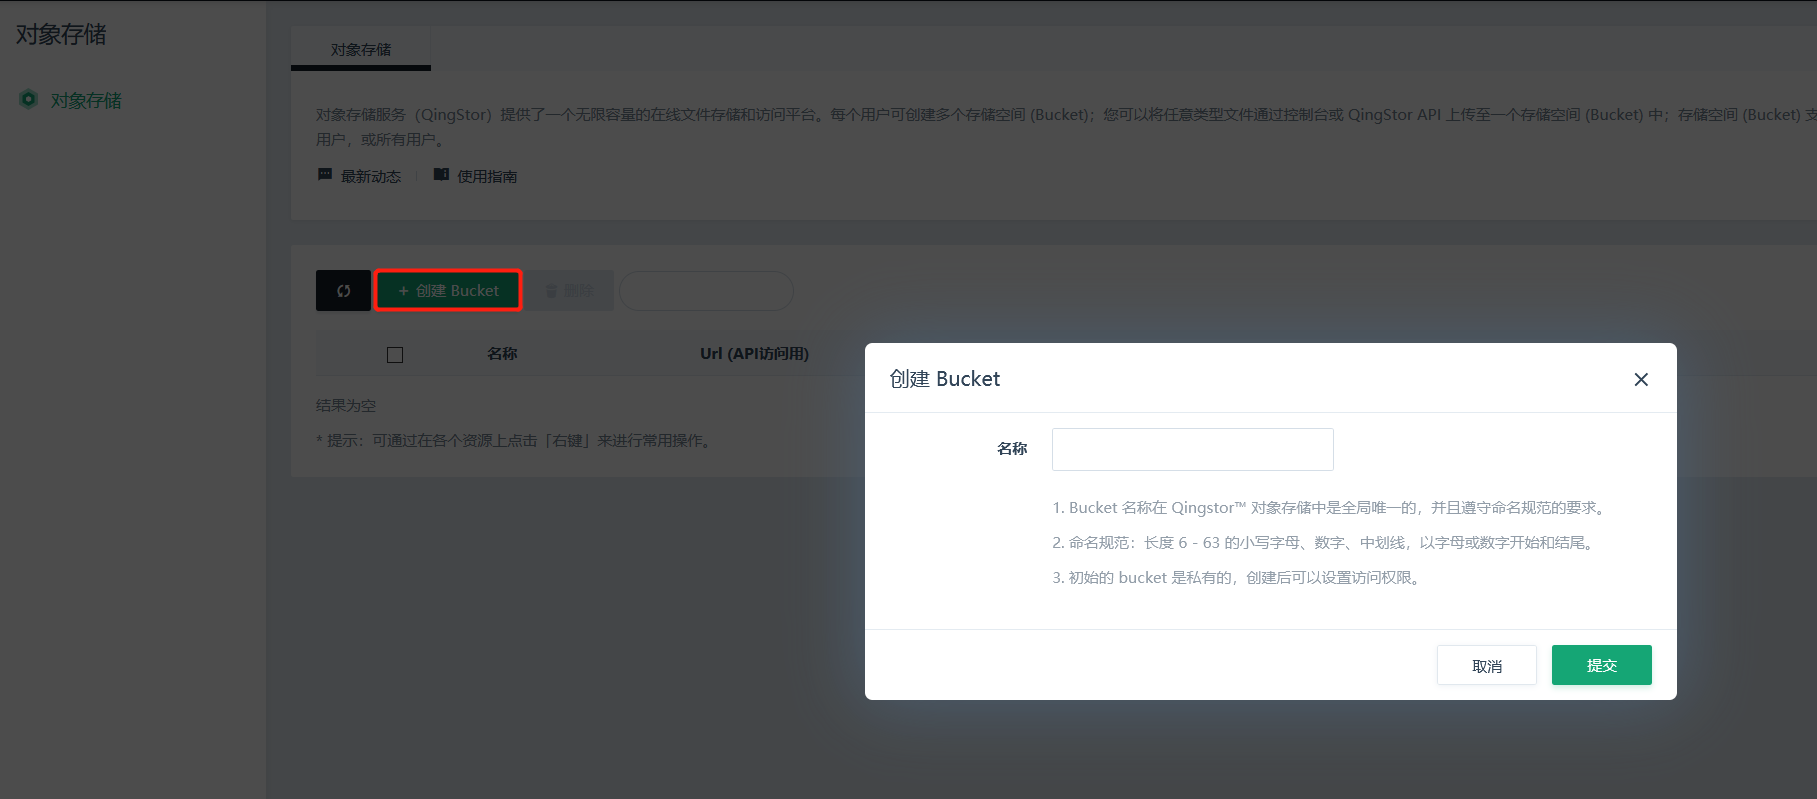 对象存储
对象存储
对象存储
对象存储服务（QingStor）提供了一个无限容量的在线文件存储和访问平台。每个用户可创建多个存储空间 (Bucket)；您可以将任意类型文件通过控制台或 QingStor API 上传至一个存储空间 (Bucket) 中；存储空间 (Bucket) 支
用户，或所有用户。
最新动态
使用指南
+ 创建 Bucket
删除
名称
Url (API访问用)
结果为空
* 提示：可通过在各个资源上点击「右键」来进行常用操作。
创建 Bucket
名称
1. Bucket 名称在 Qingstor™ 对象存储中是全局唯一的，并且遵守命名规范的要求。
2. 命名规范：长度 6 - 63 的小写字母、数字、中划线，以字母或数字开始和结尾。
3. 初始的 bucket 是私有的，创建后可以设置访问权限。
取消
提交